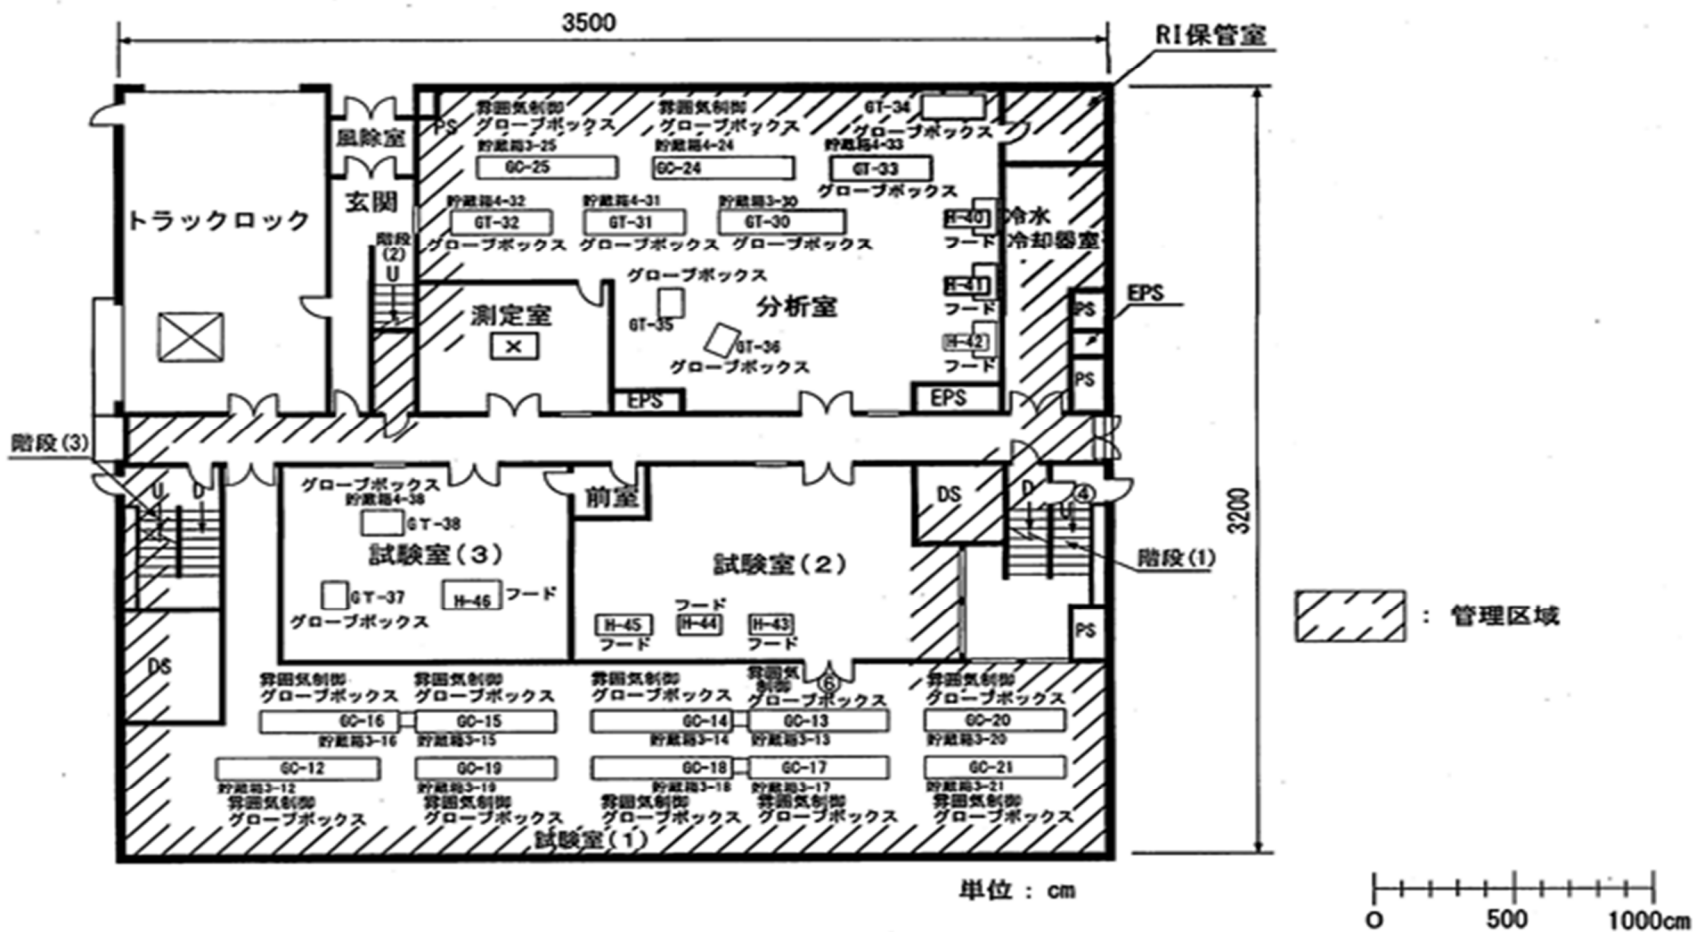 3500
RI保管室
雰囲気制御
グローブボックス
雰囲気制御
グローブボックス
GT-34
グローブボックス
PS
風除室
貯蔵箱3-25
GC-25
貯蔵箱4-24
GC-24
貯蔵箱4-33
GT-33
グローブボックス
トラックロック
玄関
階段
(2)
U
貯蔵箱4-32
GT-32
グローブボックス
貯蔵箱4-31
GT-31
グローブボックス
貯蔵箱3-30
GT-30
グローブボックス
H-40
フード
冷水
冷却器室
グローブボックス
GT-35
測定室
分析室
GT-36
グローブボックス
H-41
フード
H-42
フード
PS
EPS
PS
EPS
EPS
階段(3)
U
D
グローブボックス
貯蔵箱4-38
GT-38
試験室(3)
GT-37
グローブボックス
H-46
フード
前室
試験室(2)
H-45
フード
フード
H-44
H-43
フード
DS
D
④
U
階段(1)
3200
PS
DS
:管理区域
雰囲気制御
グローブボックス
GC-16
貯蔵箱3-16
雰囲気制御
グローブボックス
GC-15
貯蔵箱3-15
雰囲気制御
グローブボックス
GC-14
貯蔵箱3-14
雰囲気
制御
グローブボックス
⑥
GC-13
貯蔵箱3-13
雰囲気制御
グローブボックス
GC-20
貯蔵箱3-20
GC-12
貯蔵箱3-12
雰囲気制御
グローブボックス
GC-19
貯蔵箱3-19
雰囲気制御
グローブボックス
GC-18
貯蔵箱3-18
雰囲気制御
グローブボックス
GC-17
貯蔵箱3-17
雰囲気制御
グローブボックス
GC-21
貯蔵箱3-21
雰囲気制御
グローブボックス
試験室(1)
単位:cm
0 500 1000cm